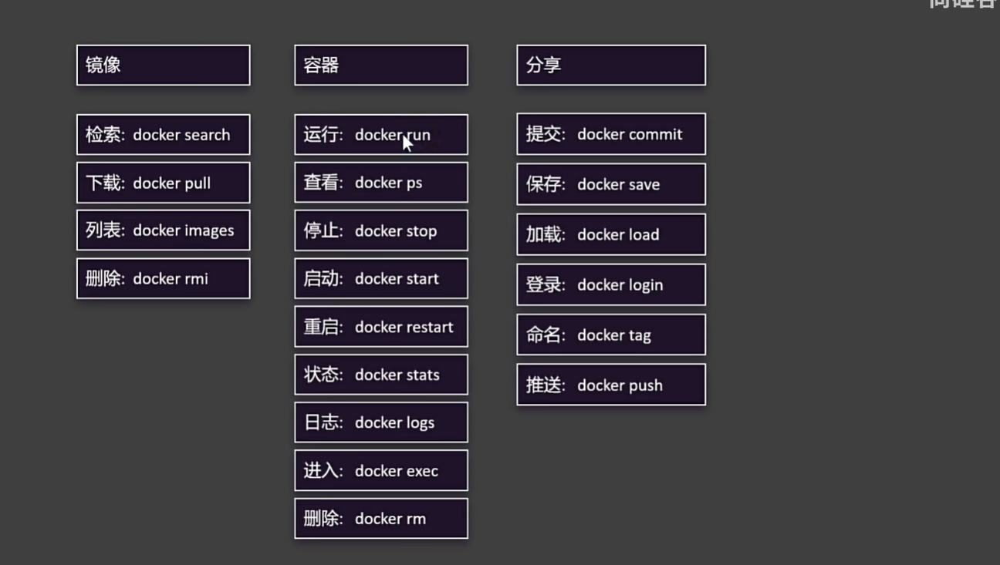 镜像
检索: docker search
下载: docker pull
列表: docker images
删除: docker rmi
容器
运行: docker run
查看: docker ps
停止: docker stop
启动: docker start
重启: docker restart
状态: docker stats
日志: docker logs
进入: docker exec
删除: docker rm
分享
提交: docker commit
保存: docker save
加载: docker load
登录: docker login
命名: docker tag
推送: docker push